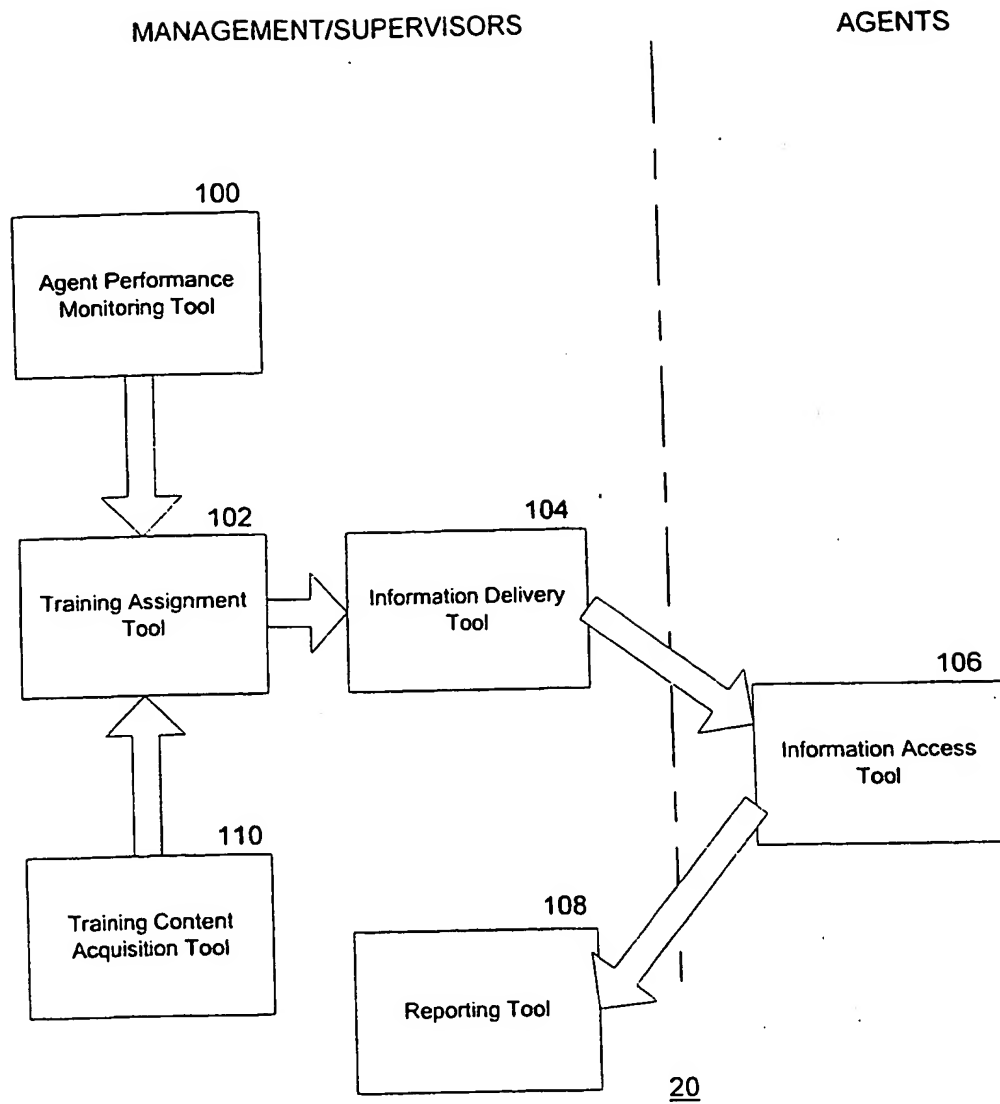 MANAGEMENT/SUPERVISORS
AGENTS
100
Agent Performance
Monitoring Tool
102
Training Assignment
Tool
104
Information Delivery
Tool
106
Information Access
Tool
110
Training Content
Acquisition Tool
108
Reporting Tool
20